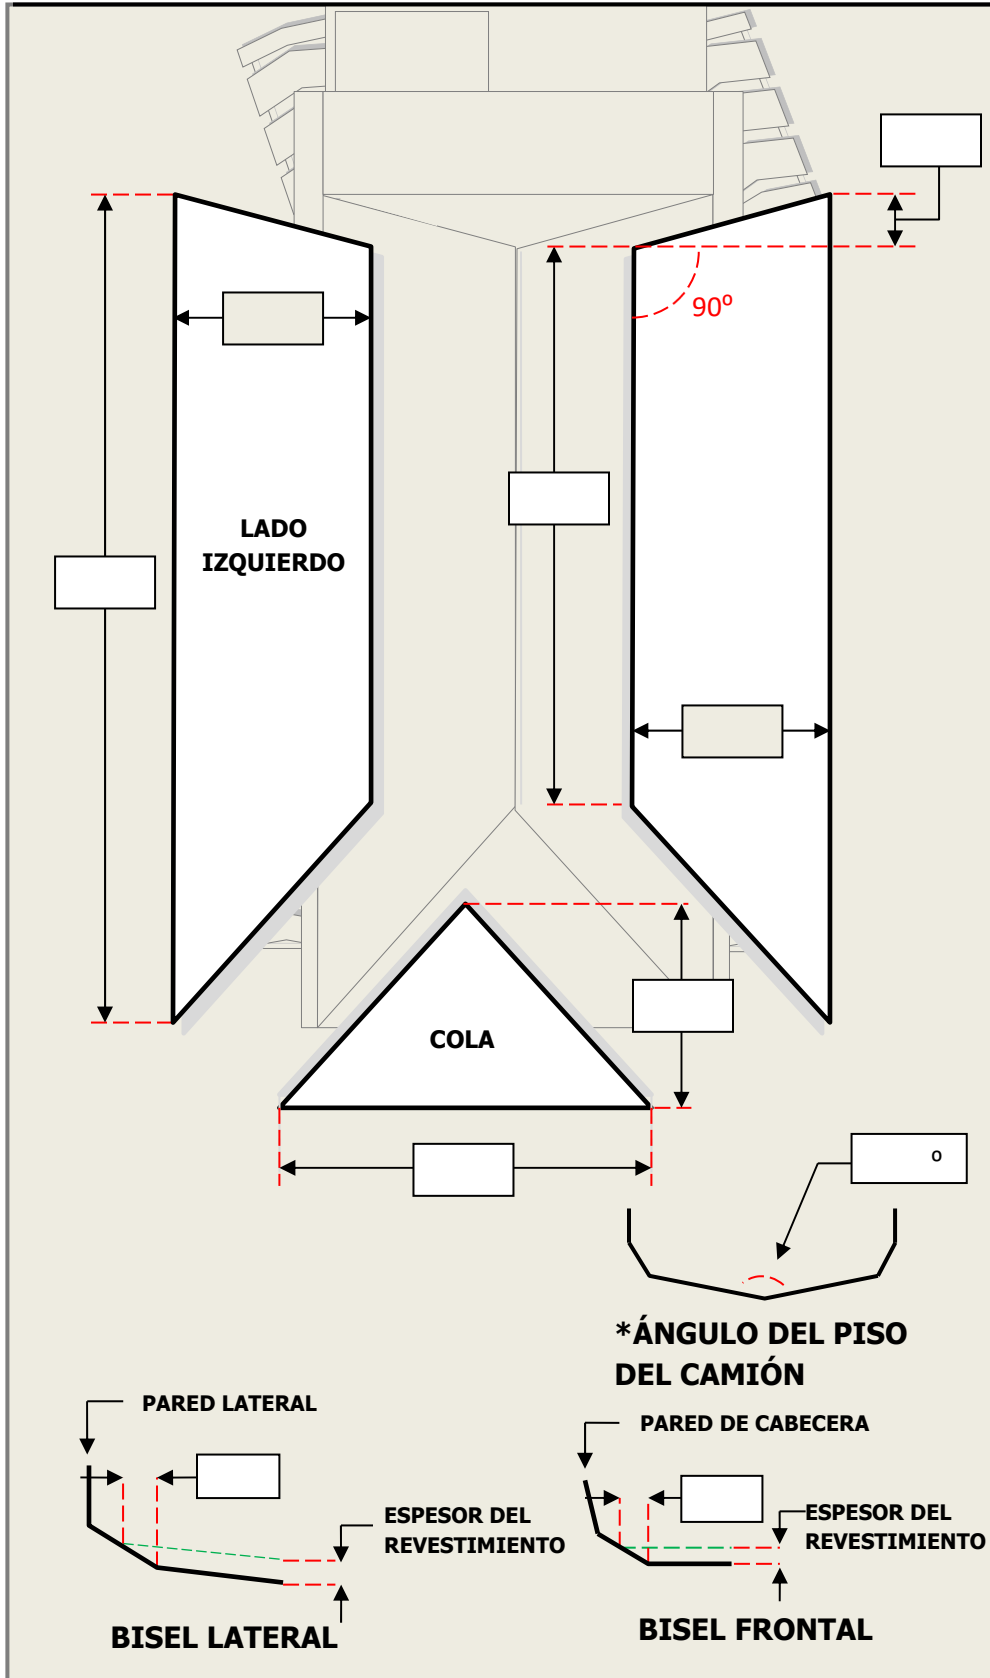 90º
LADO
IZQUIERDO
COLA
º
*ÁNGULO DEL PISO
DEL CAMIÓN
PARED LATERAL
PARED DE CABECERA
ESPESOR DEL
REVESTIMIENTO
ESPESOR DEL
REVESTIMIENTO
BISEL LATERAL
BISEL FRONTAL